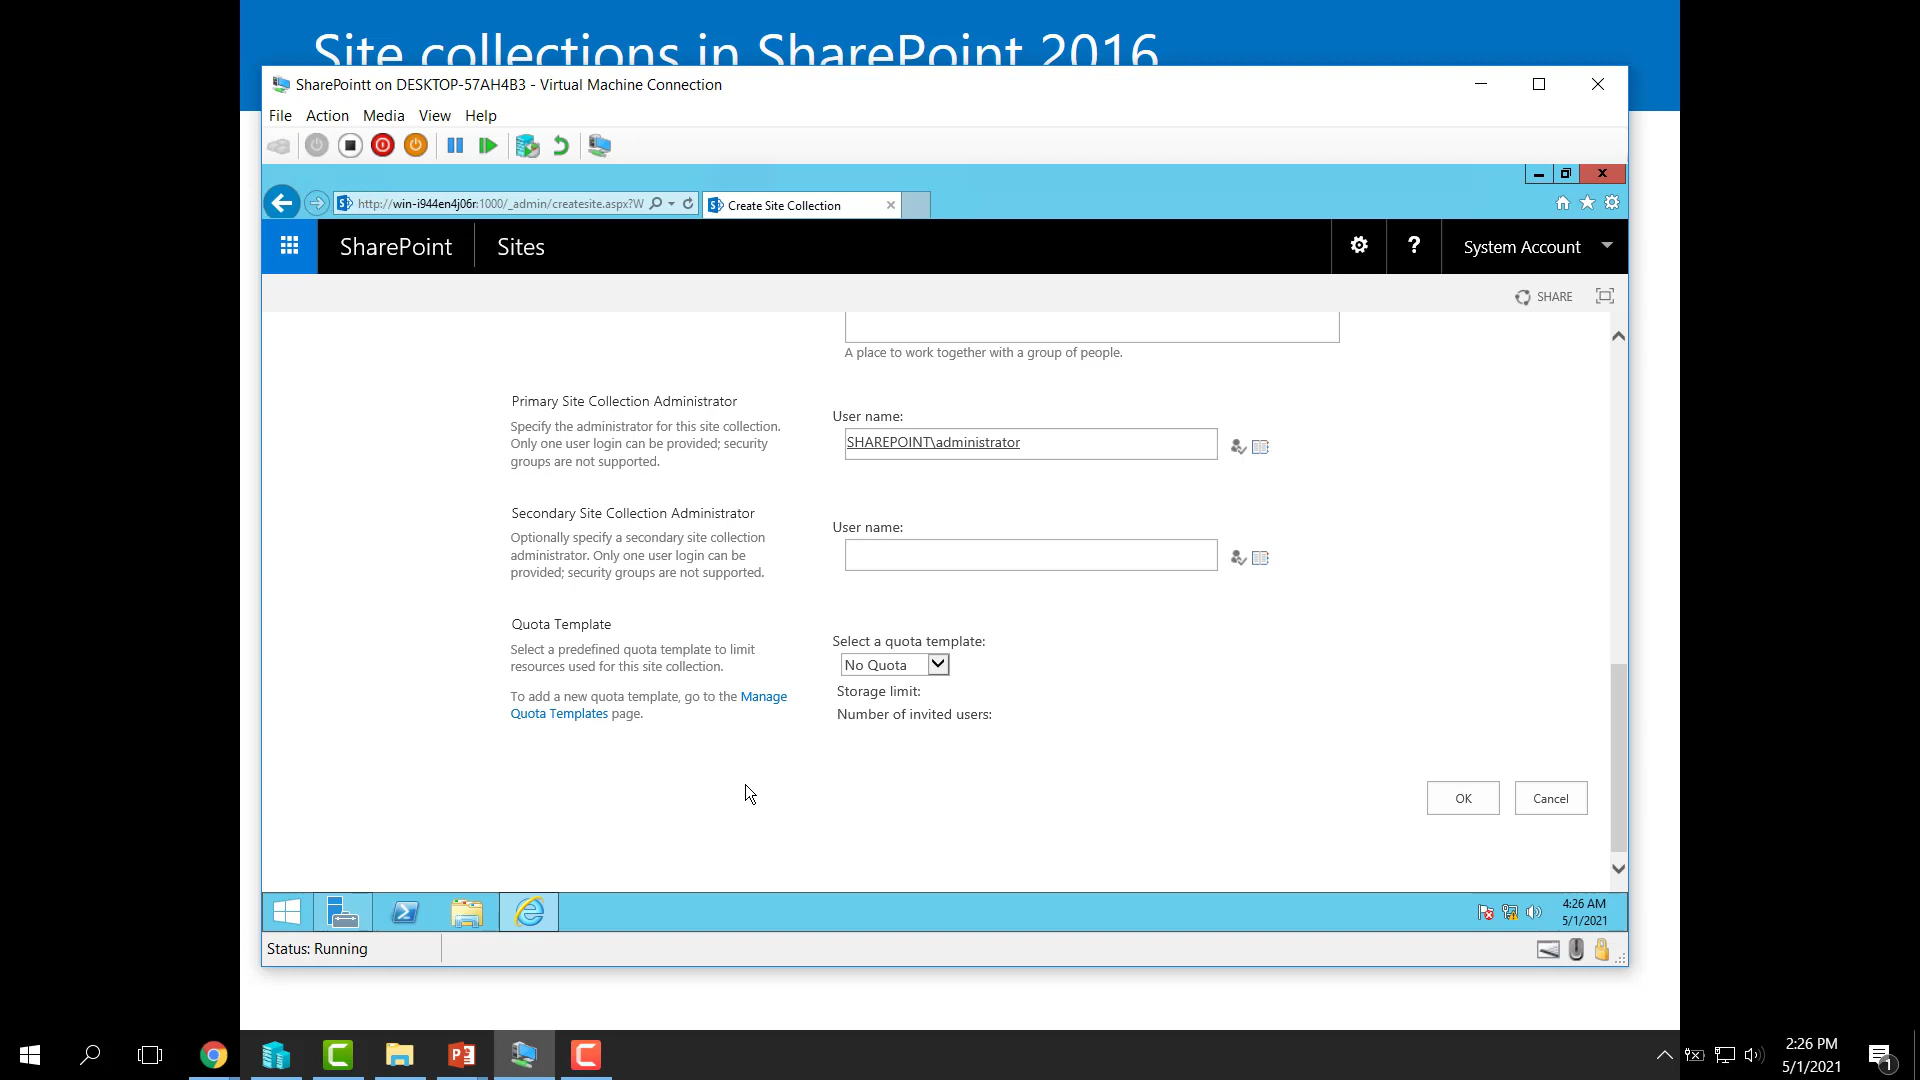 Site collections in SharePoint 2016
SharePointt on DESKTOP-57AH4B3 - Virtual Machine Connection
File Action Media View Help
http://win-i944en4j06r:1000/_admin/createsite.aspx?W
Create Site Collection
SharePoint
Sites
?
System Account
SHARE
A place to work together with a group of people.
Primary Site Collection Administrator
Specify the administrator for this site collection.
Only one user login can be provided; security
groups are not supported.
User name:
SHAREPOINT\administrator
Secondary Site Collection Administrator
Optionally specify a secondary site collection
administrator. Only one user login can be
provided; security groups are not supported.
User name:
Quota Template
Select a predefined quota template to limit
resources used for this site collection.
To add a new quota template, go to the Manage
Quota Templates page.
Select a quota template:
No Quota
Storage limit:
Number of invited users:
OK
Cancel
4:26 AM
5/1/2021
Status: Running
2:26 PM
5/1/2021
1